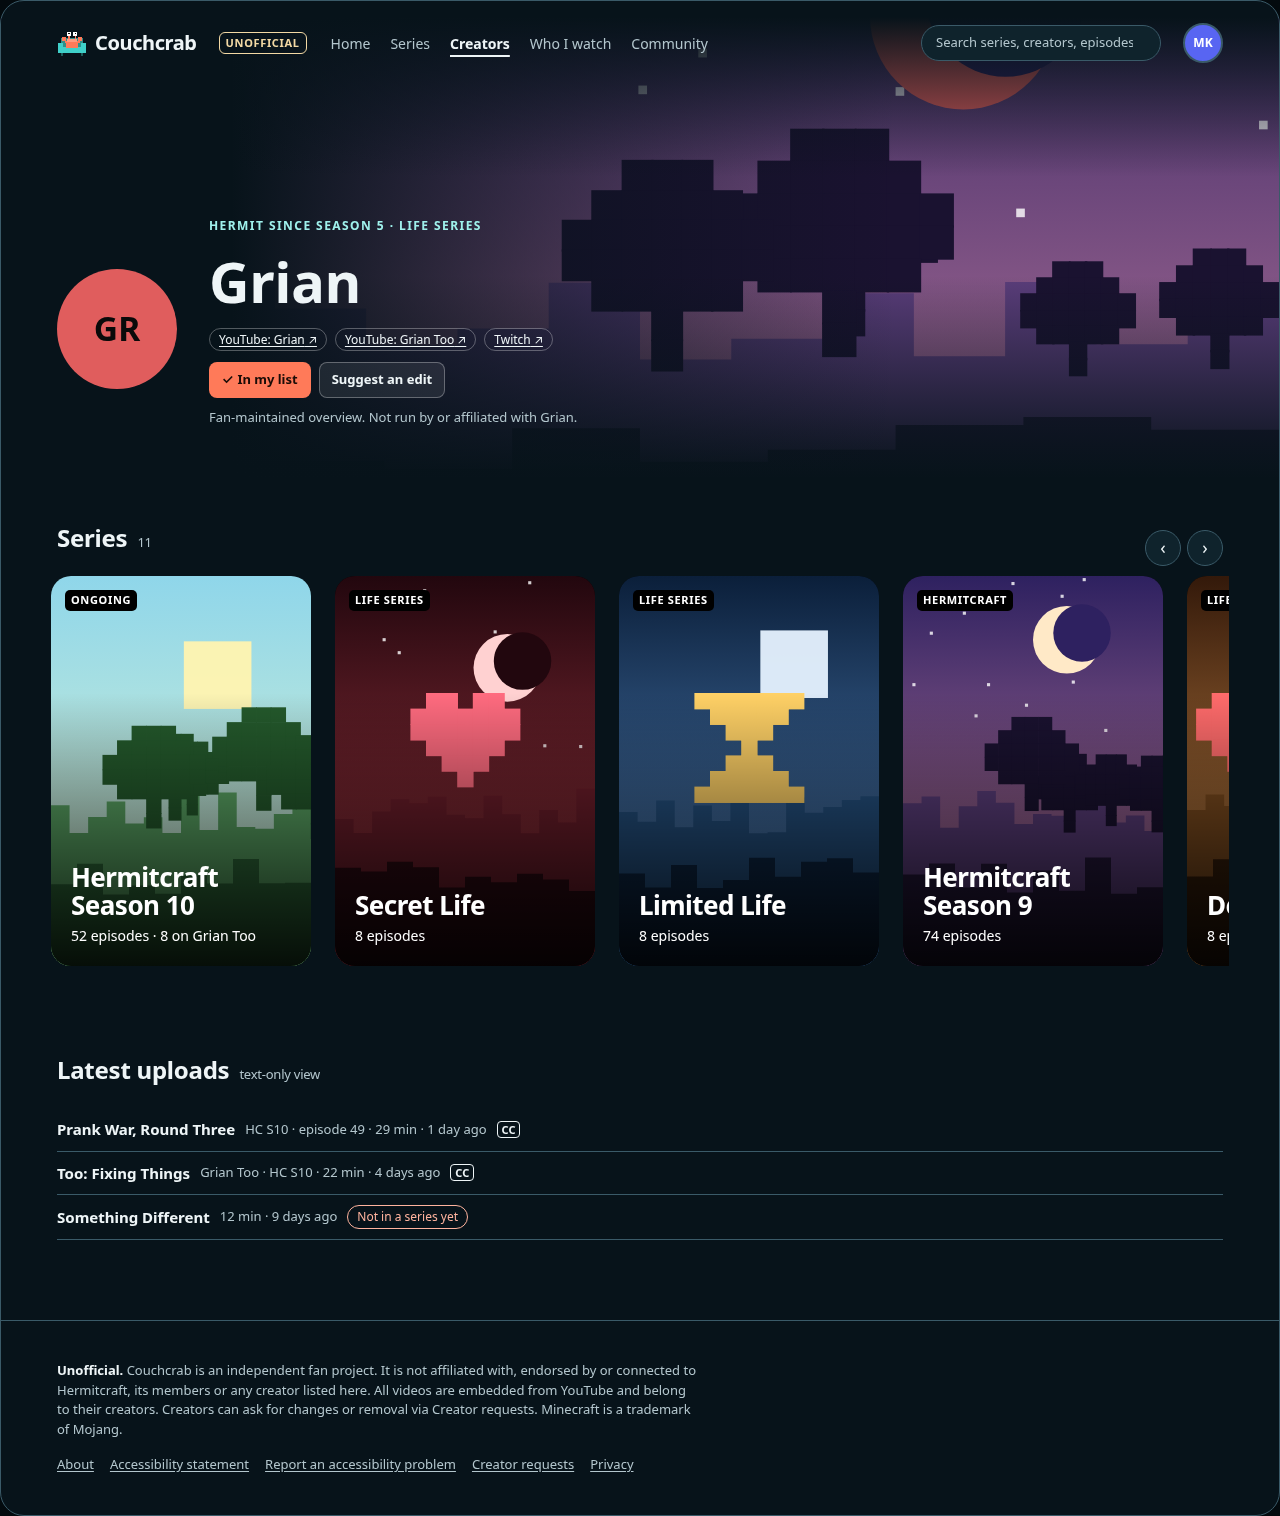 Couchcrab UNOFFICIAL Home Series Creators Who I watch Community Search series, creators, episodes MK
HERMIT SINCE SEASON 5 · LIFE SERIES
Grian
GR
YouTube: Grian ↗ YouTube: Grian Too ↗ Twitch ↗
✓ In my list Suggest an edit
Fan-maintained overview. Not run by or affiliated with Grian.
Series 11
‹ ›
ONGOING
Hermitcraft
Season 10
52 episodes · 8 on Grian Too
LIFE SERIES
Secret Life
8 episodes
LIFE SERIES
Limited Life
8 episodes
HERMITCRAFT
Hermitcraft
Season 9
74 episodes
LIFE
8 ep
Latest uploads text-only view
Prank War, Round Three HC S10 · episode 49 · 29 min · 1 day ago CC
Too: Fixing Things Grian Too · HC S10 · 22 min · 4 days ago CC
Something Different 12 min · 9 days ago Not in a series yet
Unofficial. Couchcrab is an independent fan project. It is not affiliated with, endorsed by or connected to
Hermitcraft, its members or any creator listed here. All videos are embedded from YouTube and belong
to their creators. Creators can ask for changes or removal via Creator requests. Minecraft is a trademark
of Mojang.
About Accessibility statement Report an accessibility problem Creator requests Privacy